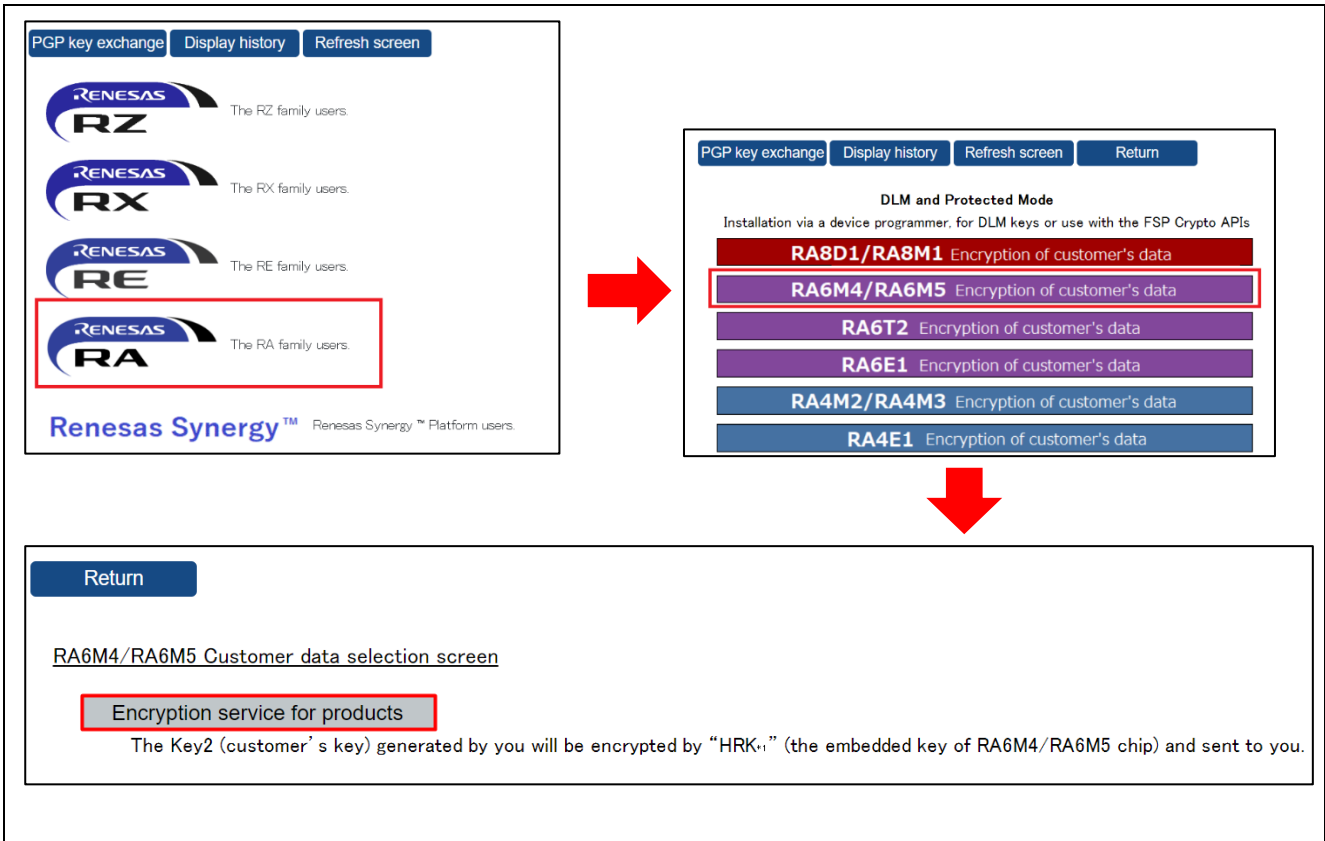 PGP key exchange Display history Refresh screen
RENESAS
RZ
The RZ family users.
RENESAS
RX
The RX family users.
RENESAS
RE
The RE family users.
RENESAS
RA
The RA family users.
Renesas Synergy™ Renesas Synergy ™ Platform users.
PGP key exchange Display history Refresh screen Return
DLM and Protected Mode
Installation via a device programmer, for DLM keys or use with the FSP Crypto APIs
RA8D1/RA8M1 Encryption of customer's data
RA6M4/RA6M5 Encryption of customer's data
RA6T2 Encryption of customer's data
RA6E1 Encryption of customer's data
RA4M2/RA4M3 Encryption of customer's data
RA4E1 Encryption of customer's data
Return
RA6M4/RA6M5 Customer data selection screen
Encryption service for products
The Key2 (customer's key) generated by you will be encrypted by “HRK*1” (the embedded key of RA6M4/RA6M5 chip) and sent to you.